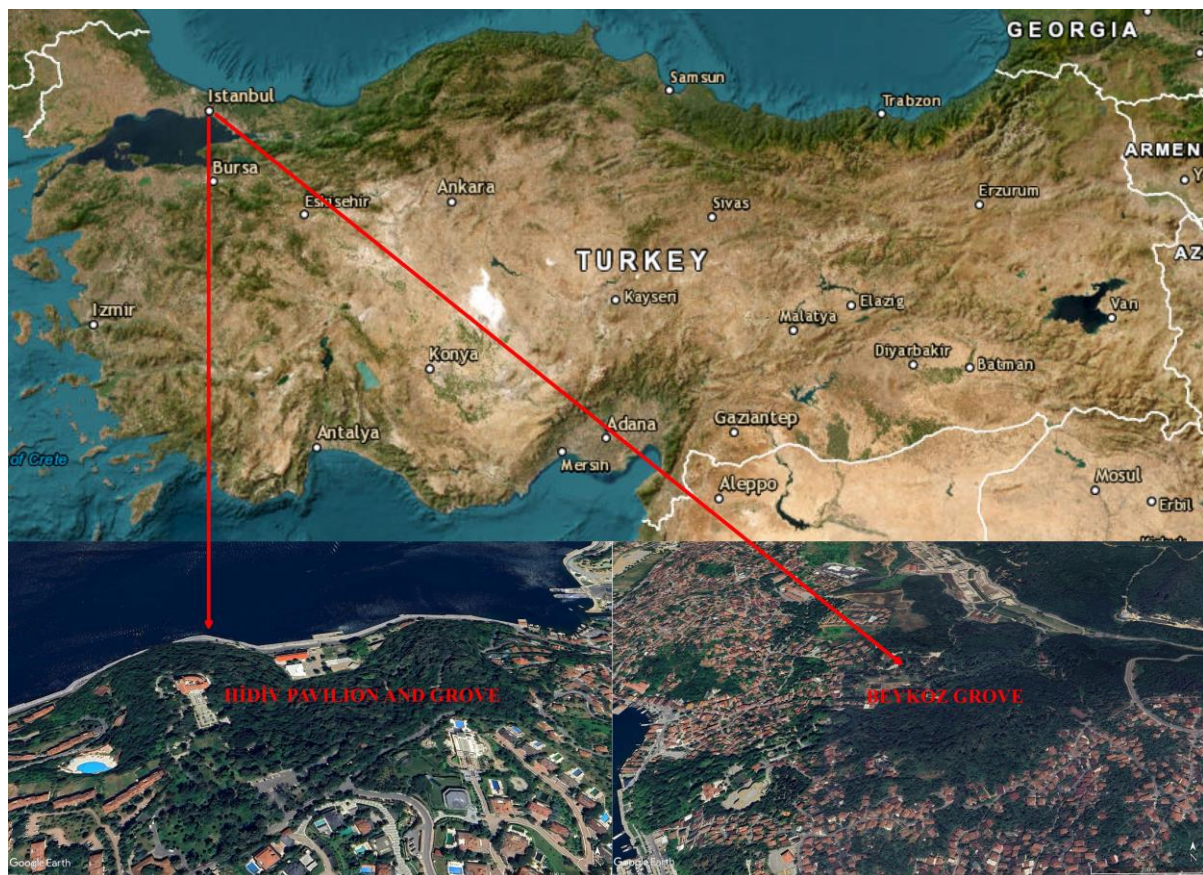 GEORGIA
Samsun
Istanbul
Trabzon
ARMEN
Y
Bursa
Ankara
Erzurum
Eskisehir
Sivas
AZ
TURKEY
Kayseri
Elazig
Izmir
Malatya
Van
Konya
Diyarbakir
Batman
Gaziantep
Adana
Antalya
Mersin
of Crete
Aleppo
Mosul
Erbil
HİDİV PAVILION AND GROVE
BEYKOZ GROVE
Google Earth
Google Earth